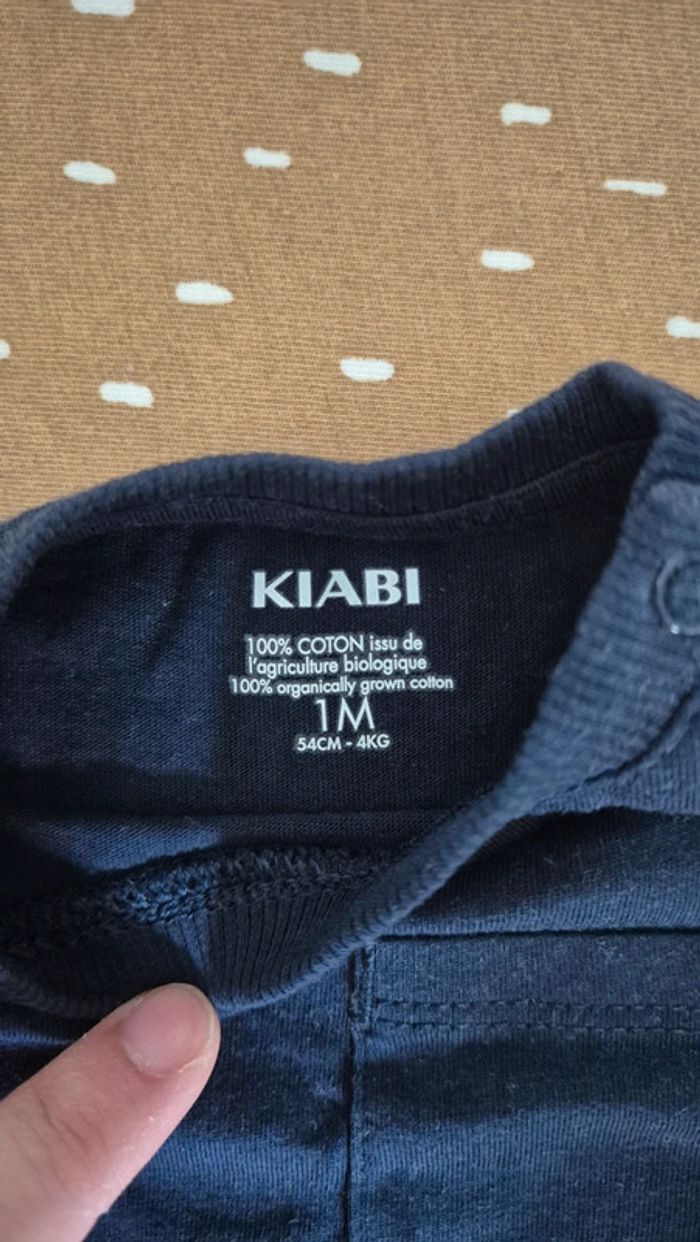 KIABI
100% COTON issu de
l'agriculture biologique
100% organically grown cotton
1M
54CM - 4KG